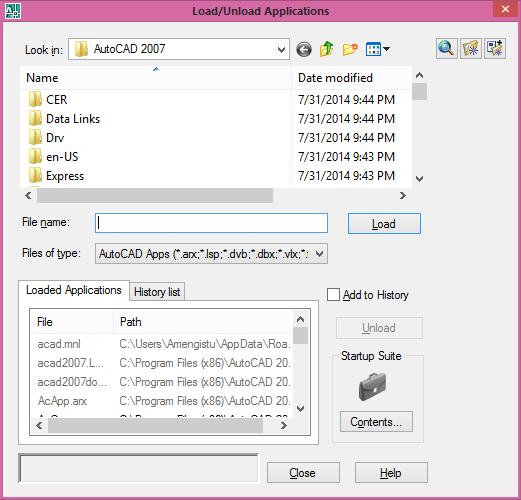 Load/Unload Applications
Look in: AutoCAD 2007
Name Date modified
CER 7/31/2014 9:44 PM
Data Links 7/31/2014 9:44 PM
Drv 7/31/2014 9:44 PM
en-US 7/31/2014 9:43 PM
Express 7/31/2014 9:43 PM
File name: Load
Files of type: AutoCAD Apps (*.arx;*.lsp;*.dvb;*.dbx;*.vlx;*.
Loaded Applications History list
Add to History
File Path
Unload
acad.mnl C:\Users\Amengistu\AppData\Roa...
acad2007.L... C:\Program Files (x86)\AutoCAD 20...
Startup Suite
acad2007do... C:\Program Files (x86)\AutoCAD 20...
AcApp.arx C:\Program Files (x86)\AutoCAD 20...
Contents...
Close Help